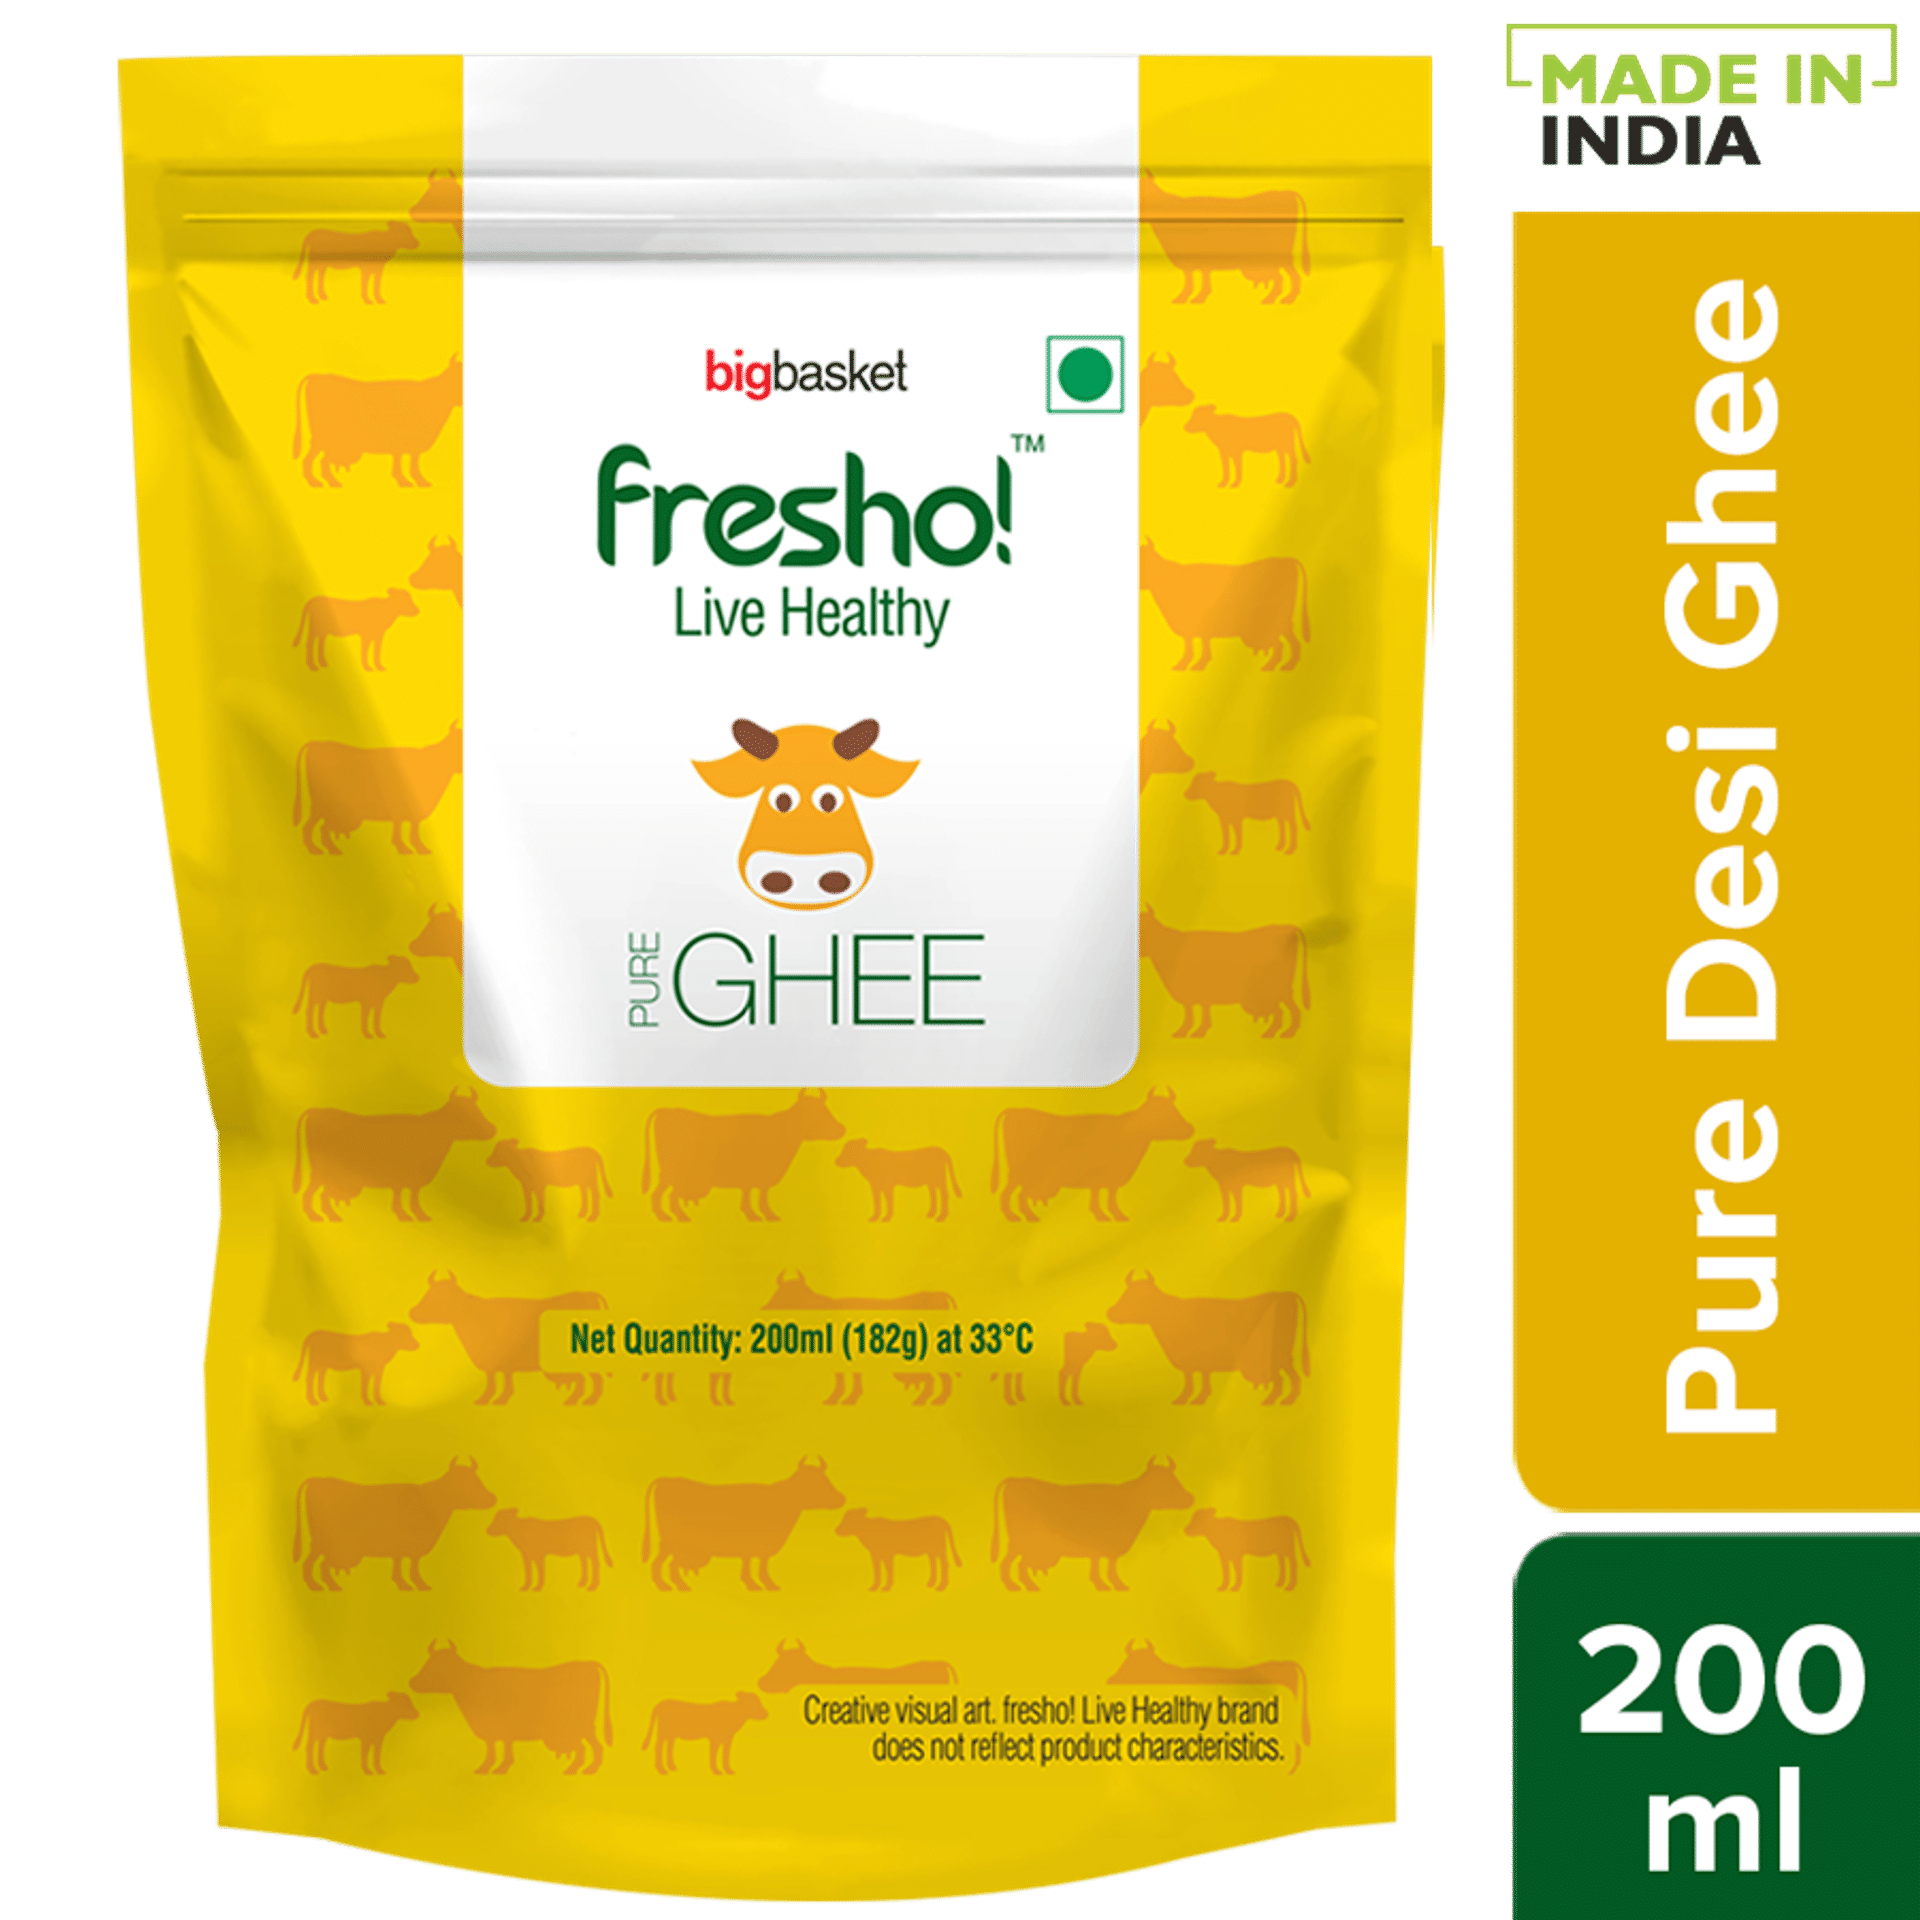 bigbasket
fresho!™
Live Healthy
PURE GHEE
Net Quantity: 200ml (182g) at 33°C
Creative visual art. fresho! Live Healthy brand
does not reflect product characteristics.
MADE IN
INDIA
Pure Desi Ghee
200
ml